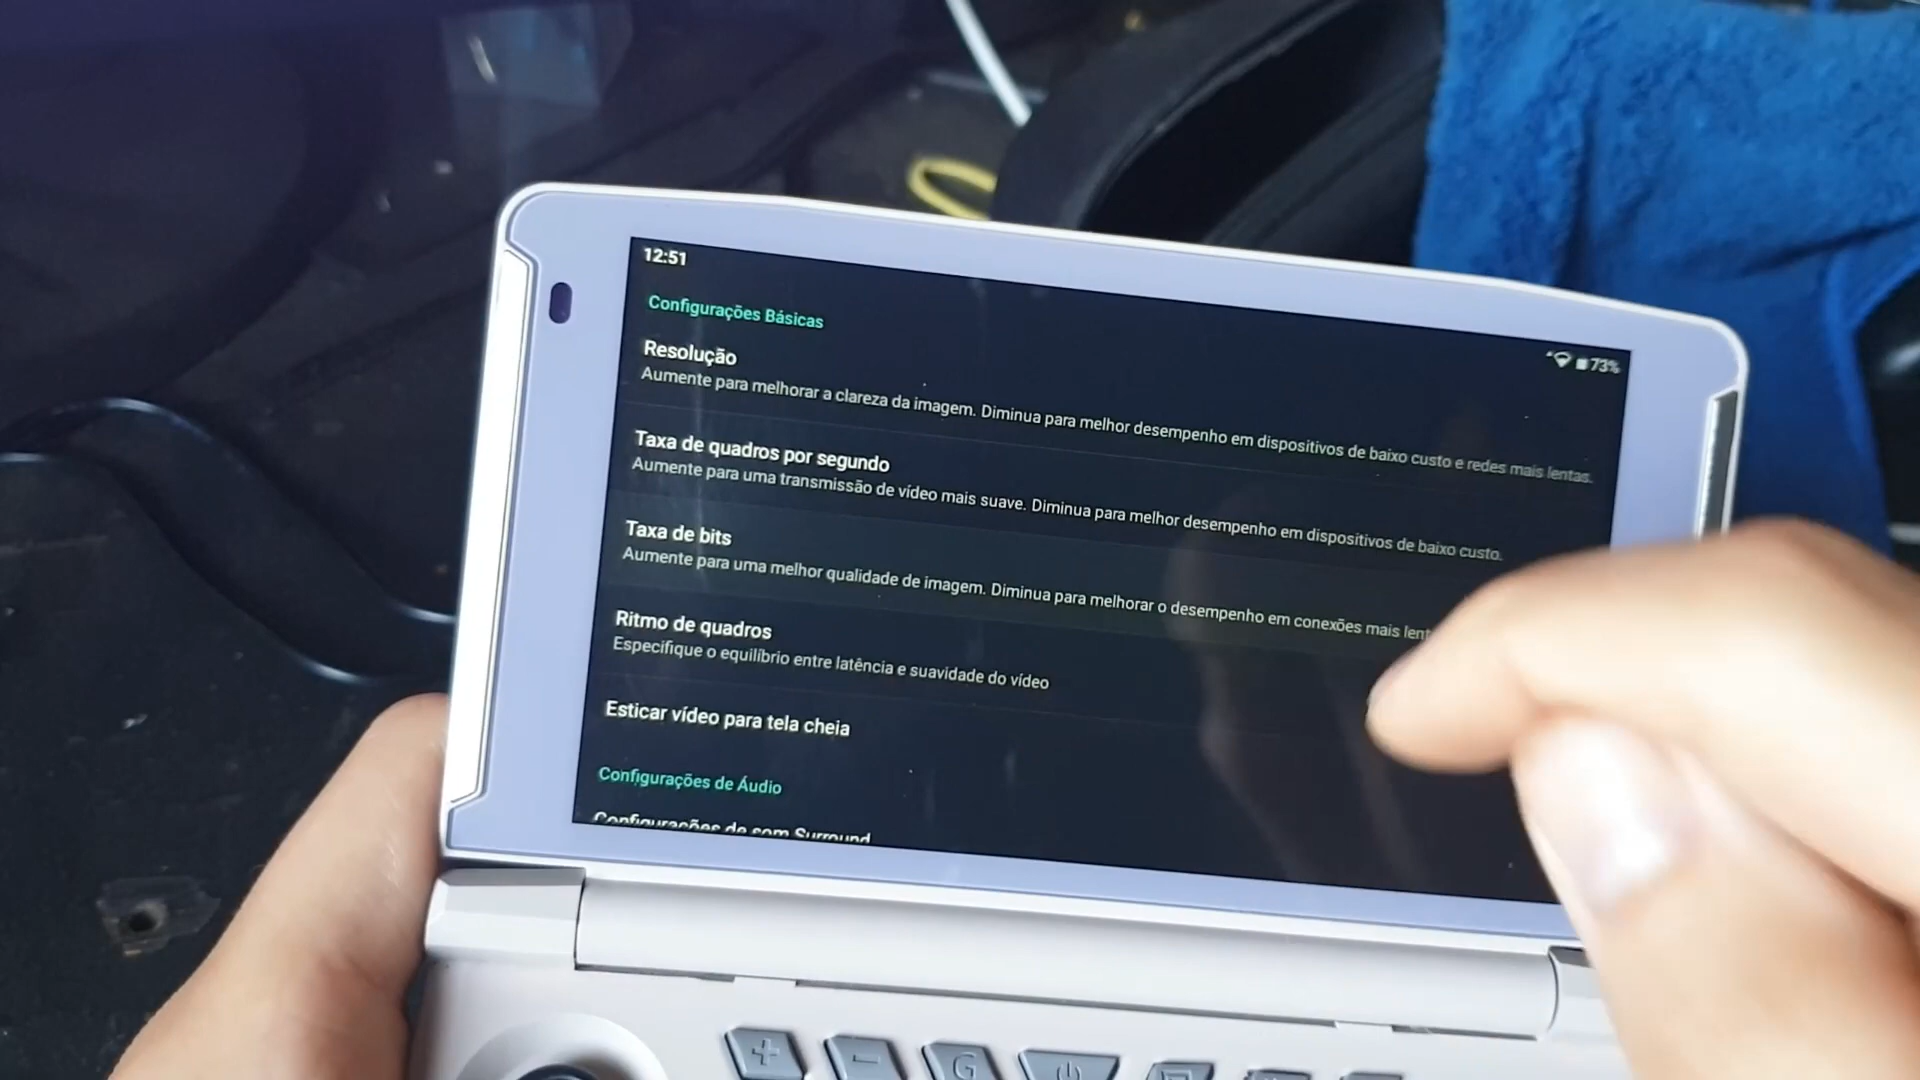 12:51
73%
Configurações Básicas
Resolução
Aumente para melhorar a clareza da imagem. Diminua para melhor desempenho em dispositivos de baixo custo e redes mais lentas.
Taxa de quadros por segundo
Aumente para uma transmissão de vídeo mais suave. Diminua para melhor desempenho em dispositivos de baixo custo.
Taxa de bits
Aumente para uma melhor qualidade de imagem. Diminua para melhorar o desempenho em conexões mais lent
Ritmo de quadros
Especifique o equilíbrio entre latência e suavidade do vídeo
Esticar vídeo para tela cheia
Configurações de Áudio
Configurações de som Surround
+ − G